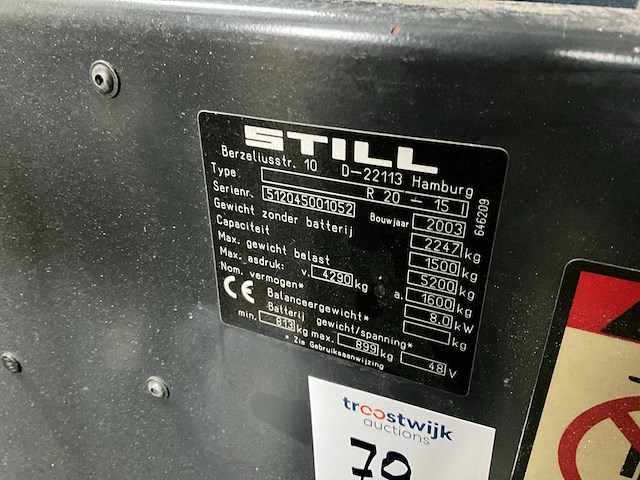 STILL
Berzeliusstr. 10 D-22113 Hamburg
Type R 20 - 15
Serienr. 512045001052 Bouwjaar 2003
Gewicht zonder batterij 2247 kg
Capaciteit 1500 kg
Max. gewicht belast 5200 kg
Max. asdruk: v. 4290 kg a. 1600 kg
Nom. vermogen* 8.0 kW
CE Balanceergewicht* kg
Batterij gewicht/spanning*
min. 813 kg max. 899 kg 48 V
* Zie Gebruiksaanwijzing
646209
troostwijk
auctions
79